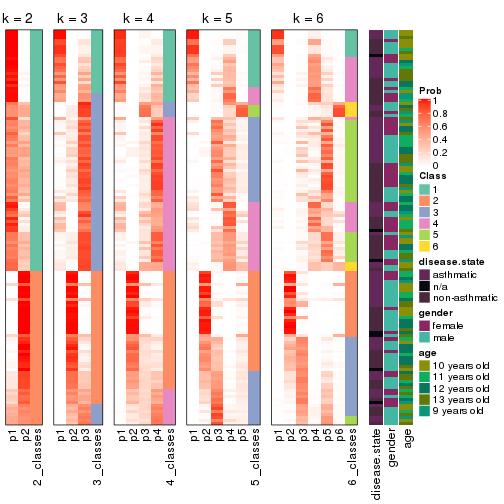 k = 2 k = 3 k = 4 k = 5 k = 6
Prob
1
0.8
0.6
0.4
0.2
0
Class
1
2
3
4
5
6
disease.state
asthmatic
n/a
non-asthmatic
gender
female
male
age
10 years old
11 years old
12 years old
13 years old
9 years old
p1 p2 2_classes p1 p2 p3 3_classes p1 p2 p3 p4 4_classes p1 p2 p3 p4 p5 5_classes p1 p2 p3 p4 p5 p6 6_classes disease.state gender age